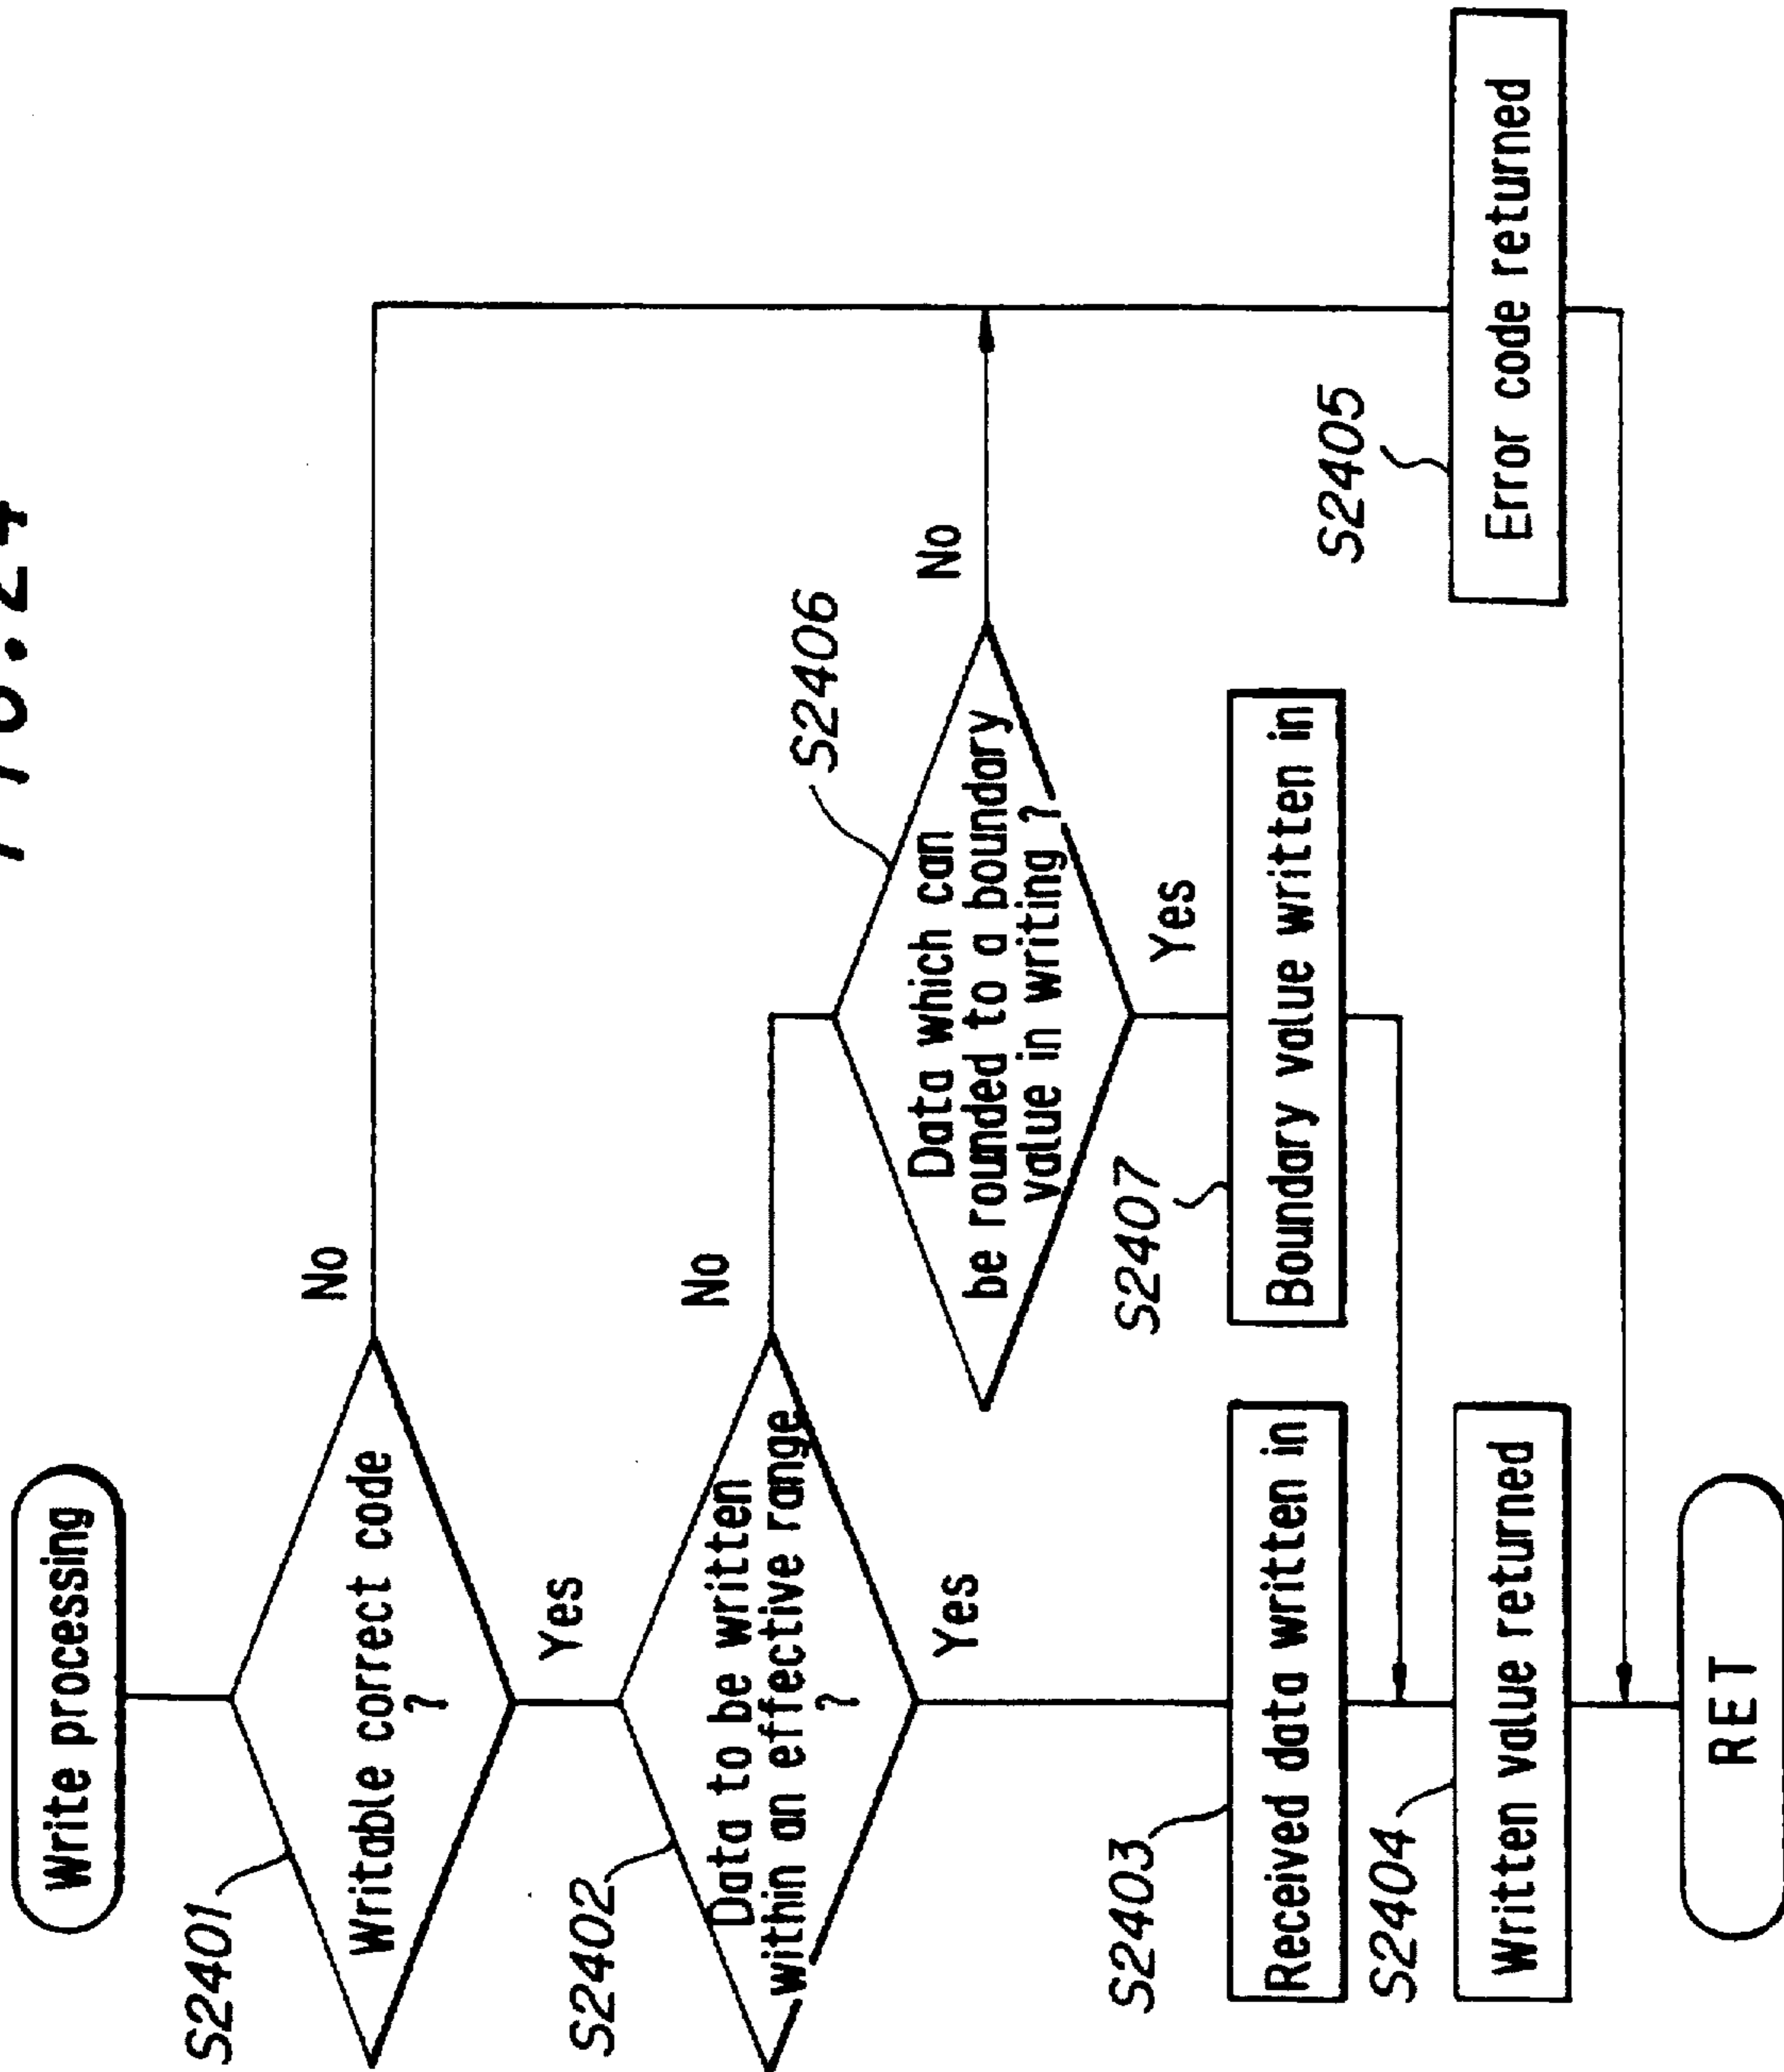 Write processing
S2401
Writable correct code
?
No
Yes
S2402
Data to be written
within an effective range
?
No
Yes
S2406
Data which can
be rounded to a boundary
value in writing ?
No
Yes
S2403
Received data written in
S2407
Boundary value written in
S2404
Written value returned
S2405
Error code returned
RET